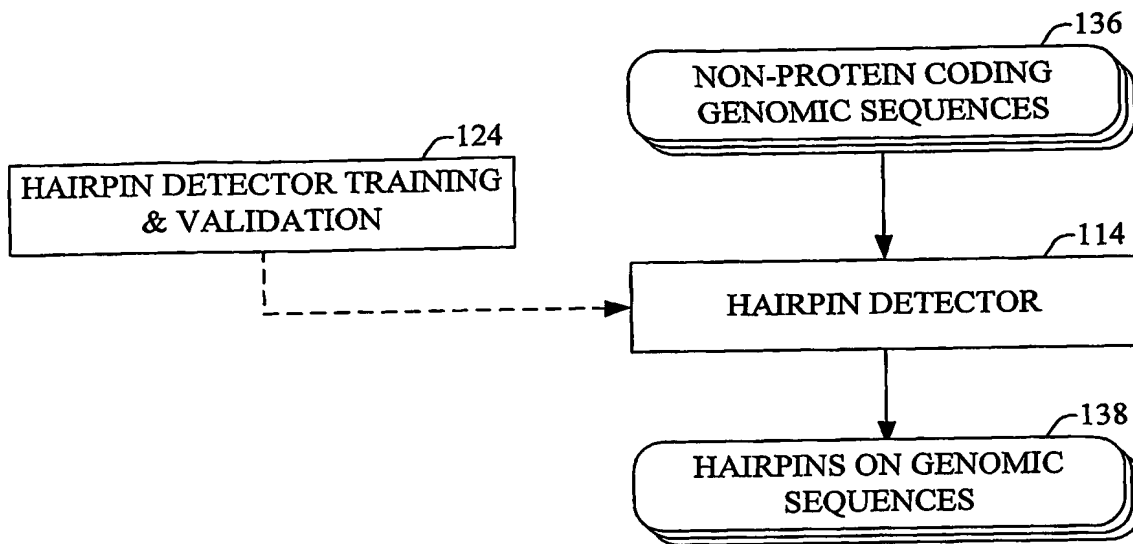 136
NON-PROTEIN CODING
GENOMIC SEQUENCES
124
HAIRPIN DETECTOR TRAINING
& VALIDATION
114
HAIRPIN DETECTOR
138
HAIRPINS ON GENOMIC
SEQUENCES